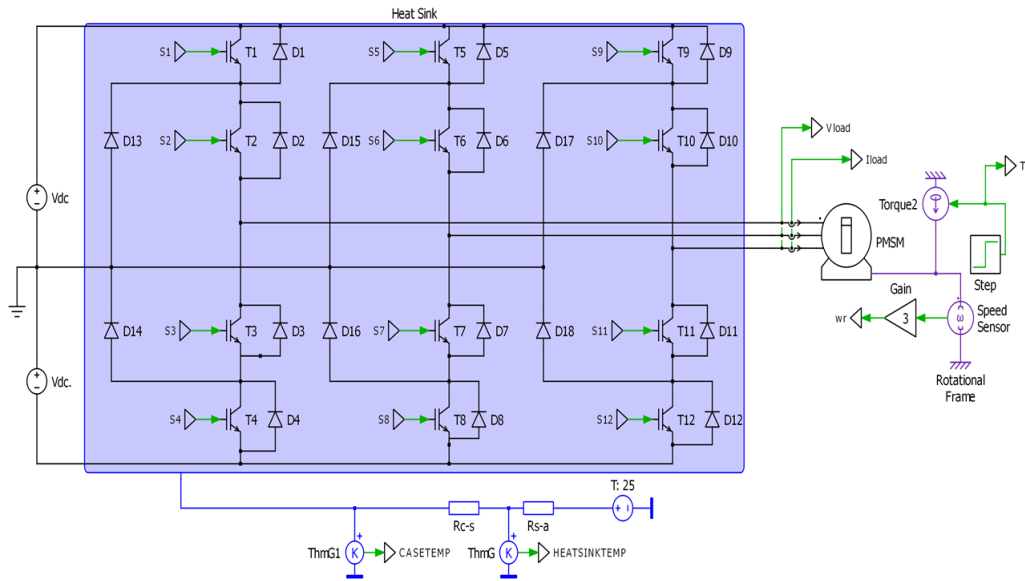 Heat Sink
S1 T1 D1 S5 T5 D5 S9 T9 D9
D13 S2 T2 D2 D15 S6 T6 D6 D17 S10 T10 D10
Vload
Iload
T
Vdc
Torque2
PMSM
Step
Gain
D14 S3 T3 D3 D16 S7 T7 D7 D18 S11 T11 D11
wr 3 ω Speed
Sensor
Vdc.
Rotational
Frame
S4 T4 D4 S8 T8 D8 S12 T12 D12
T: 25
Rc-s Rs-a
ThmG1 K CASETEMP ThmG K HEATSINKTEMP